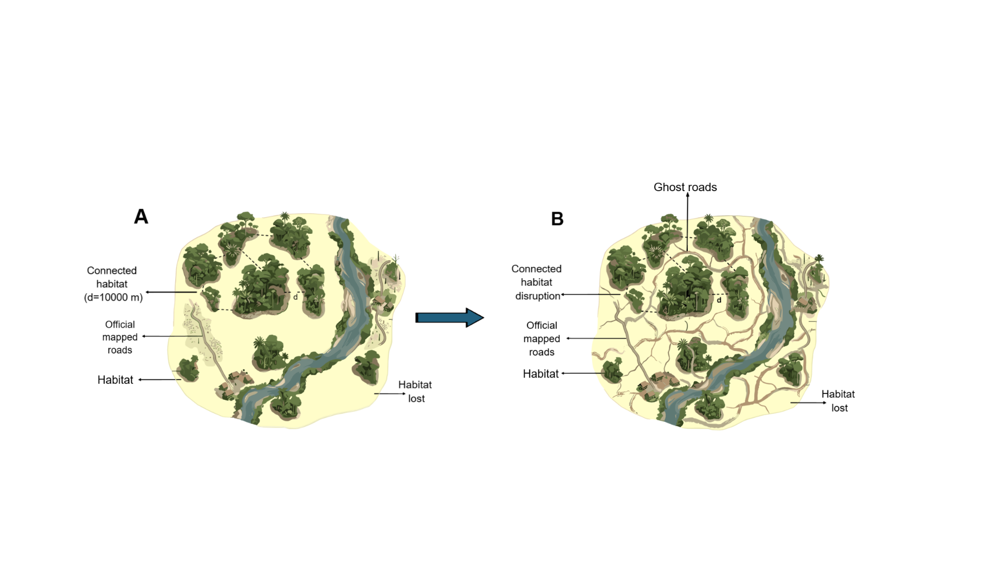 A
Connected
habitat
(d=10000 m)
Official
mapped
roads
Habitat
d
Habitat
lost
Ghost roads
B
Connected
habitat
disruption
Official
mapped
roads
Habitat
d
Habitat
lost